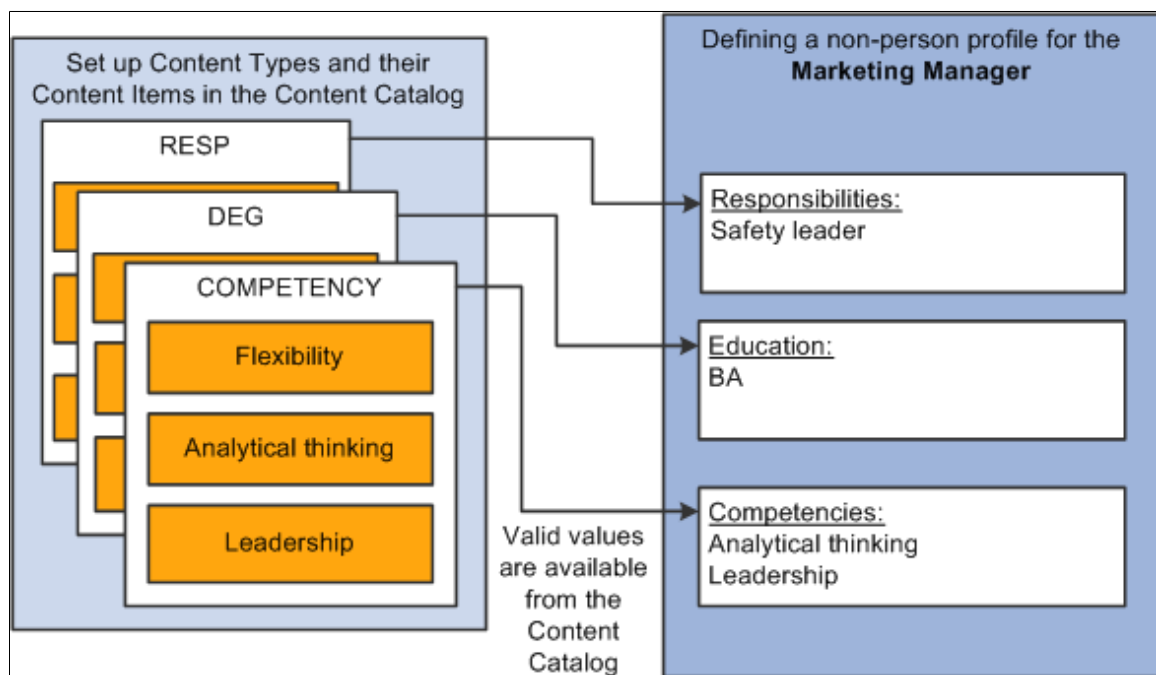 Set up Content Types and their
Content Items in the Content Catalog
RESP
DEG
COMPETENCY
Flexibility
Analytical thinking
Leadership
Valid values
are available
from the
Content
Catalog
Defining a non-person profile for the
Marketing Manager
Responsibilities:
Safety leader
Education:
BA
Competencies:
Analytical thinking
Leadership